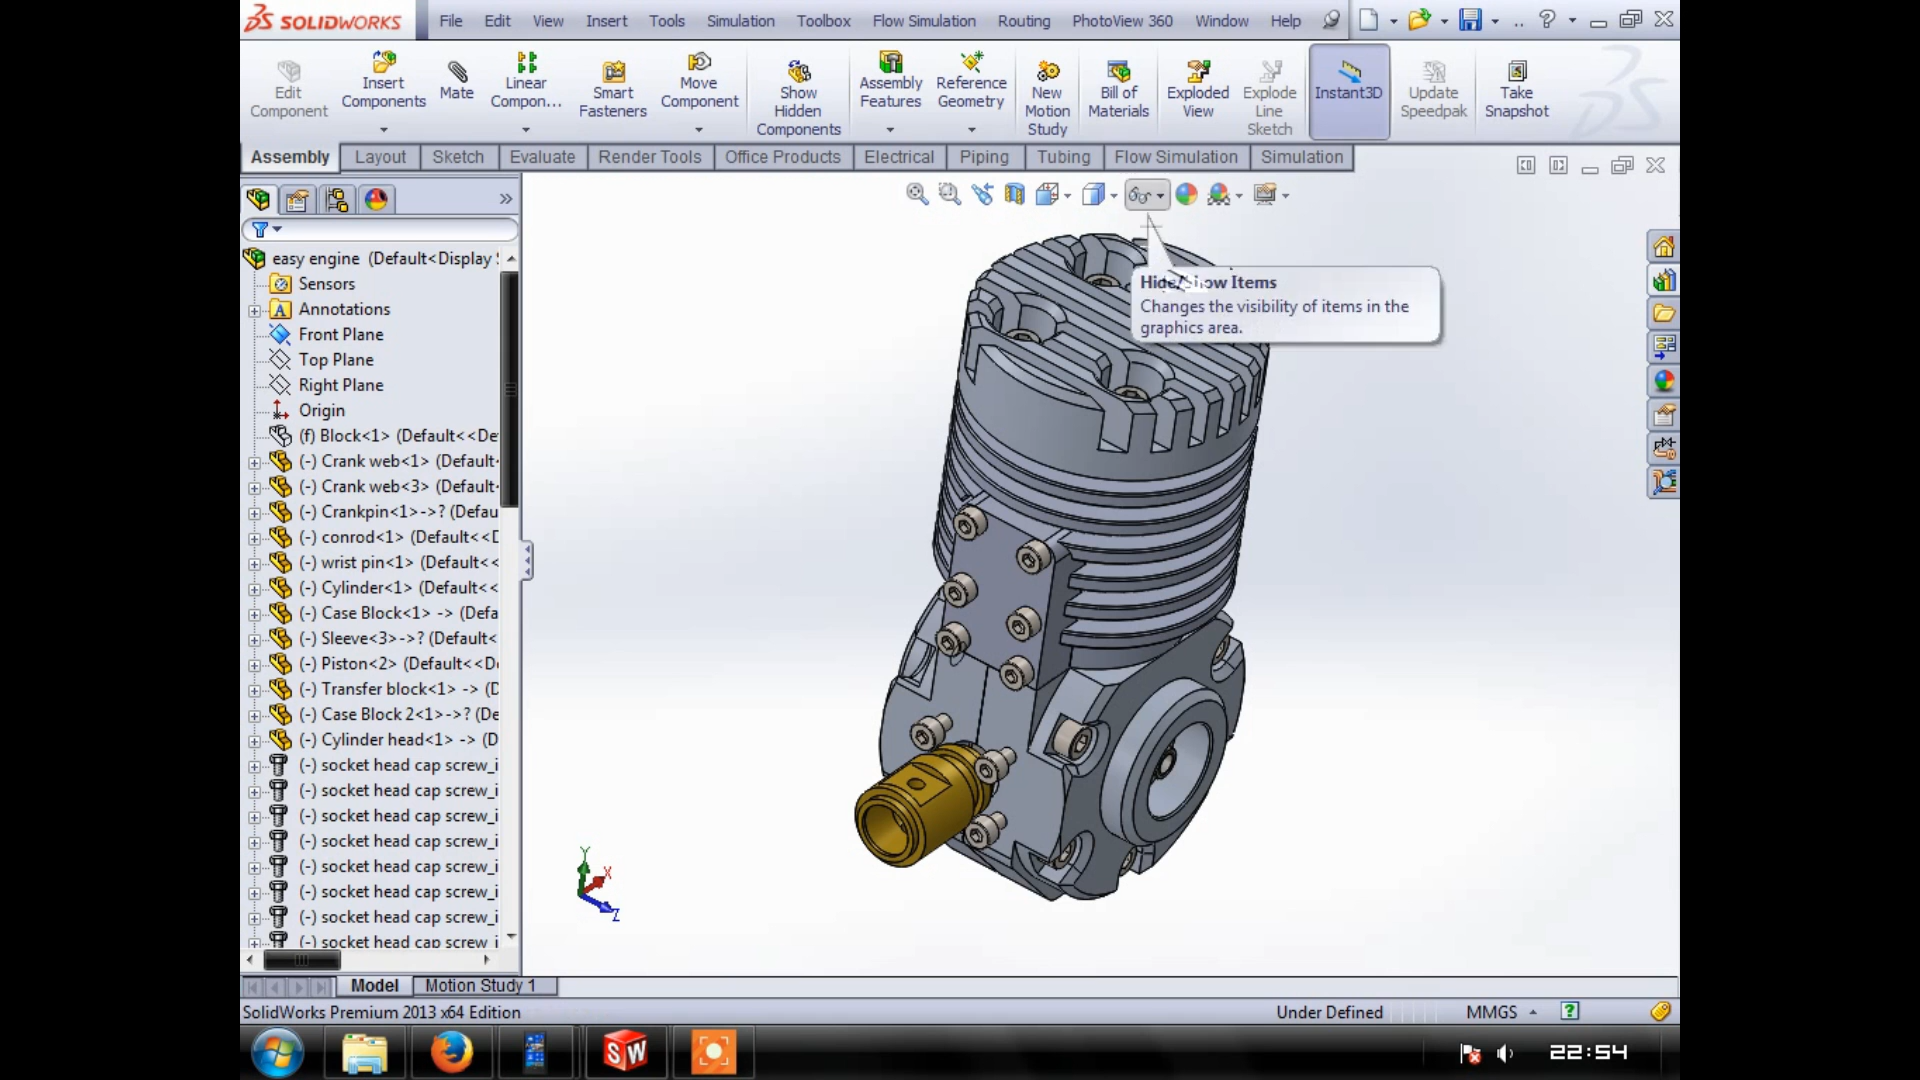 SOLIDWORKS File Edit View Insert Tools Simulation Toolbox Flow Simulation Routing PhotoView 360 Window Help
Edit Component
Insert Components
Mate
Linear Compon...
Smart Fasteners
Move Component
Show Hidden Components
Assembly Features
Reference Geometry
New Motion Study
Bill of Materials
Exploded View
Explode Line Sketch
Instant3D
Update Speedpak
Take Snapshot
Assembly Layout Sketch Evaluate Render Tools Office Products Electrical Piping Tubing Flow Simulation Simulation
easy engine (Default<Display
Sensors
Annotations
Front Plane
Top Plane
Right Plane
Origin
(f) Block<1> (Default<<De
(-) Crank web<1> (Default
(-) Crank web<3> (Default
(-) Crankpin<1>->? (Defau
(-) conrod<1> (Default<<D
(-) wrist pin<1> (Default<<
(-) Cylinder<1> (Default<<
(-) Case Block<1> -> (Defa
(-) Sleeve<3>->? (Default<
(-) Piston<2> (Default<<D
(-) Transfer block<1> -> (D
(-) Case Block 2<1>->? (De
(-) Cylinder head<1> -> (D
(-) socket head cap screw_i
(-) socket head cap screw_i
(-) socket head cap screw_i
(-) socket head cap screw_i
(-) socket head cap screw_i
(-) socket head cap screw_i
(-) socket head cap screw_i
(-) socket head cap screw_i
Hide/Show Items
Changes the visibility of items in the
graphics area.
Y
X
Z
Model Motion Study 1
SolidWorks Premium 2013 x64 Edition Under Defined MMGS
SW
22:54